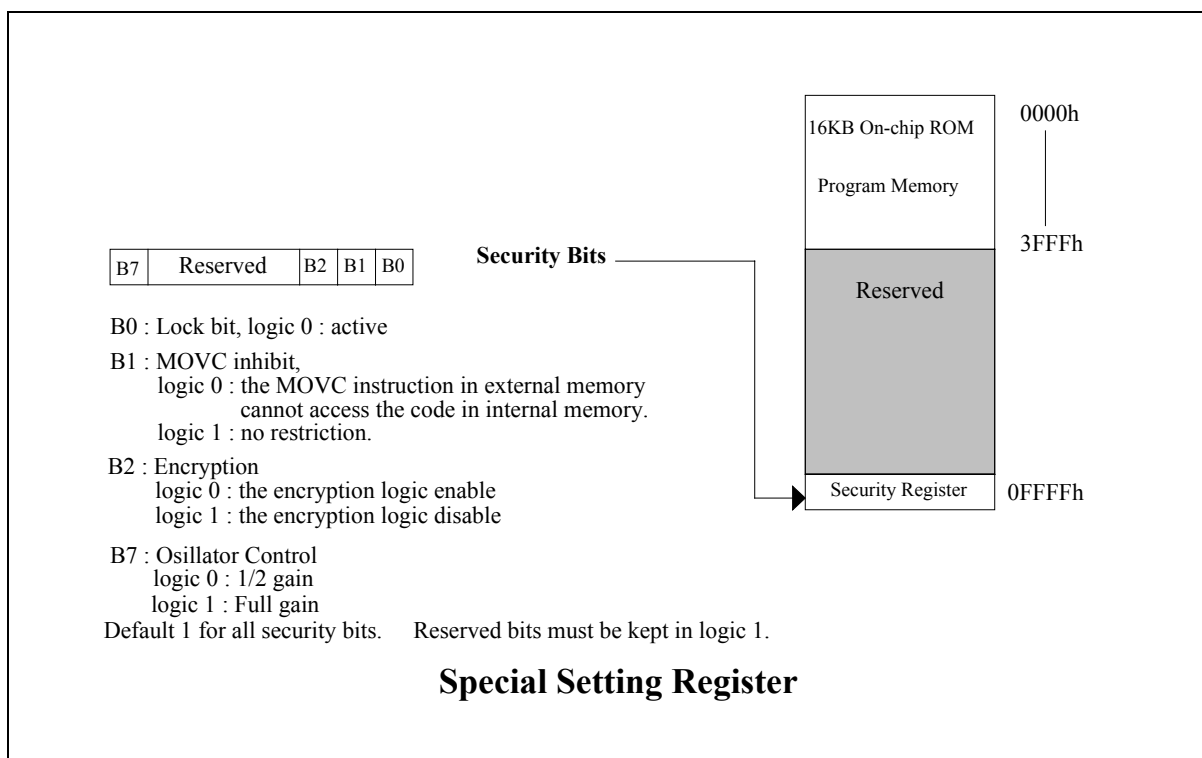 16KB On-chip ROM
0000h
Program Memory
3FFFh
B7 Reserved B2 B1 B0
Security Bits
Reserved
B0 : Lock bit, logic 0 : active
B1 : MOVC inhibit,
logic 0 : the MOVC instruction in external memory
cannot access the code in internal memory.
logic 1 : no restriction.
B2 : Encryption
logic 0 : the encryption logic enable
logic 1 : the encryption logic disable
Security Register
0FFFFh
B7 : Osillator Control
logic 0 : 1/2 gain
logic 1 : Full gain
Default 1 for all security bits. Reserved bits must be kept in logic 1.
Special Setting Register